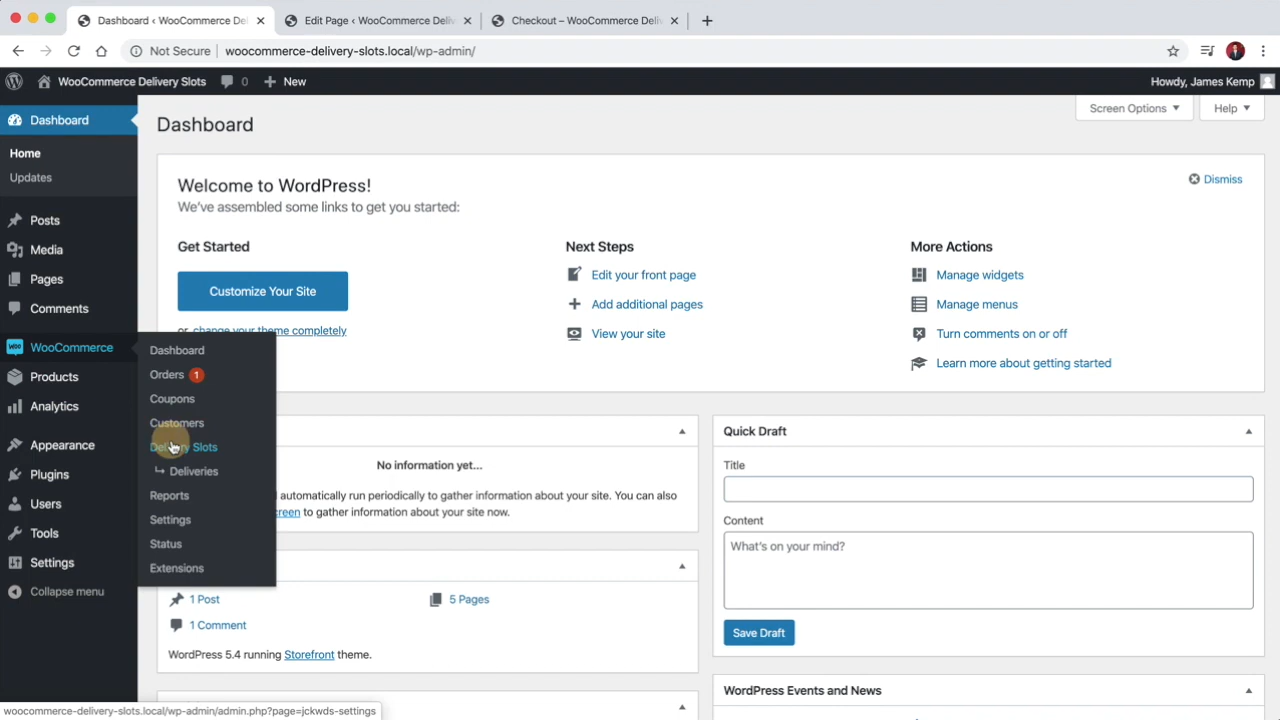 Dashboard ‹ WooCommerce Del
Edit Page ‹ WooCommerce Deliv
Checkout – WooCommerce Deliv
Not Secure
woocommerce-delivery-slots.local/wp-admin/
WooCommerce Delivery Slots
0
New
Howdy, James Kemp
Dashboard
Home
Updates
Posts
Media
Pages
Comments
WooCommerce
Products
Analytics
Appearance
Plugins
Users
Tools
Settings
Collapse menu
Dashboard
Orders 1
Coupons
Customers
Delivery Slots
Deliveries
Reports
Settings
Status
Extensions
Dashboard
Screen Options
Help
Welcome to WordPress!
We've assembled some links to get you started:
Dismiss
Get Started
Customize Your Site
or, change your theme completely
Next Steps
Edit your front page
Add additional pages
View your site
More Actions
Manage widgets
Manage menus
Turn comments on or off
Learn more about getting started
No information yet...
automatically run periodically to gather information about your site. You can also
creen to gather information about your site now.
1 Post
5 Pages
1 Comment
WordPress 5.4 running Storefront theme.
Quick Draft
Title
Content
What's on your mind?
Save Draft
WordPress Events and News
woocommerce-delivery-slots.local/wp-admin/admin.php?page=jckwds-settings